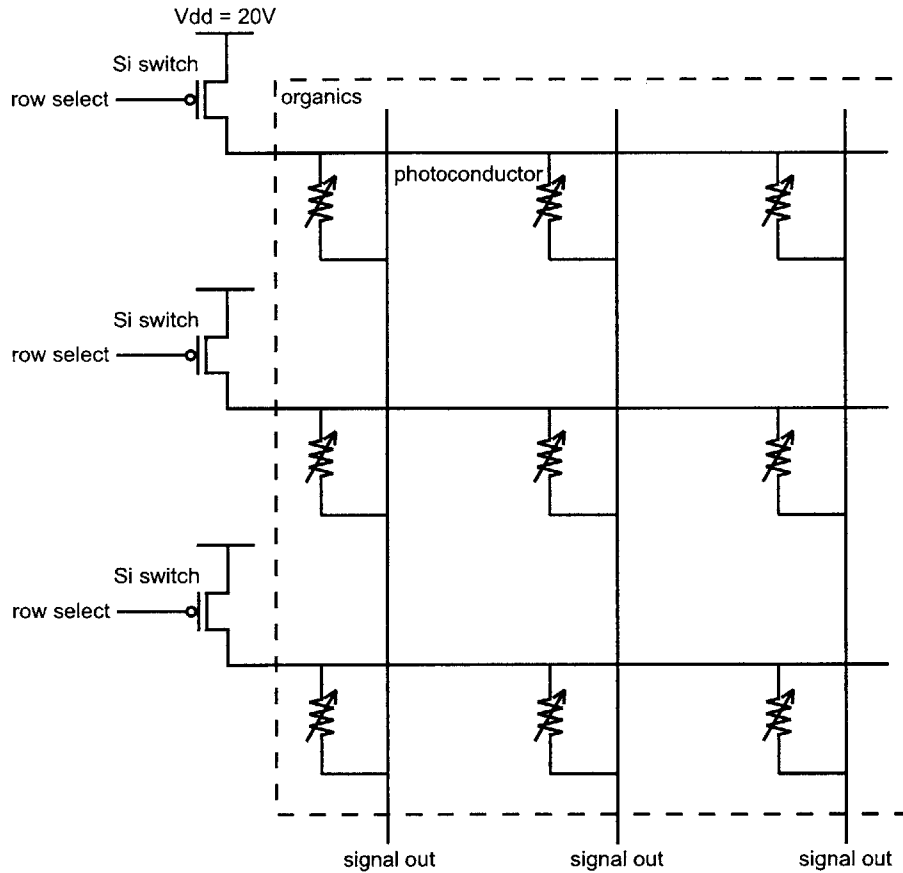 Vdd = 20V
Si switch
row select
organics
photoconductor
Si switch
row select
Si switch
row select
signal out
signal out
signal out